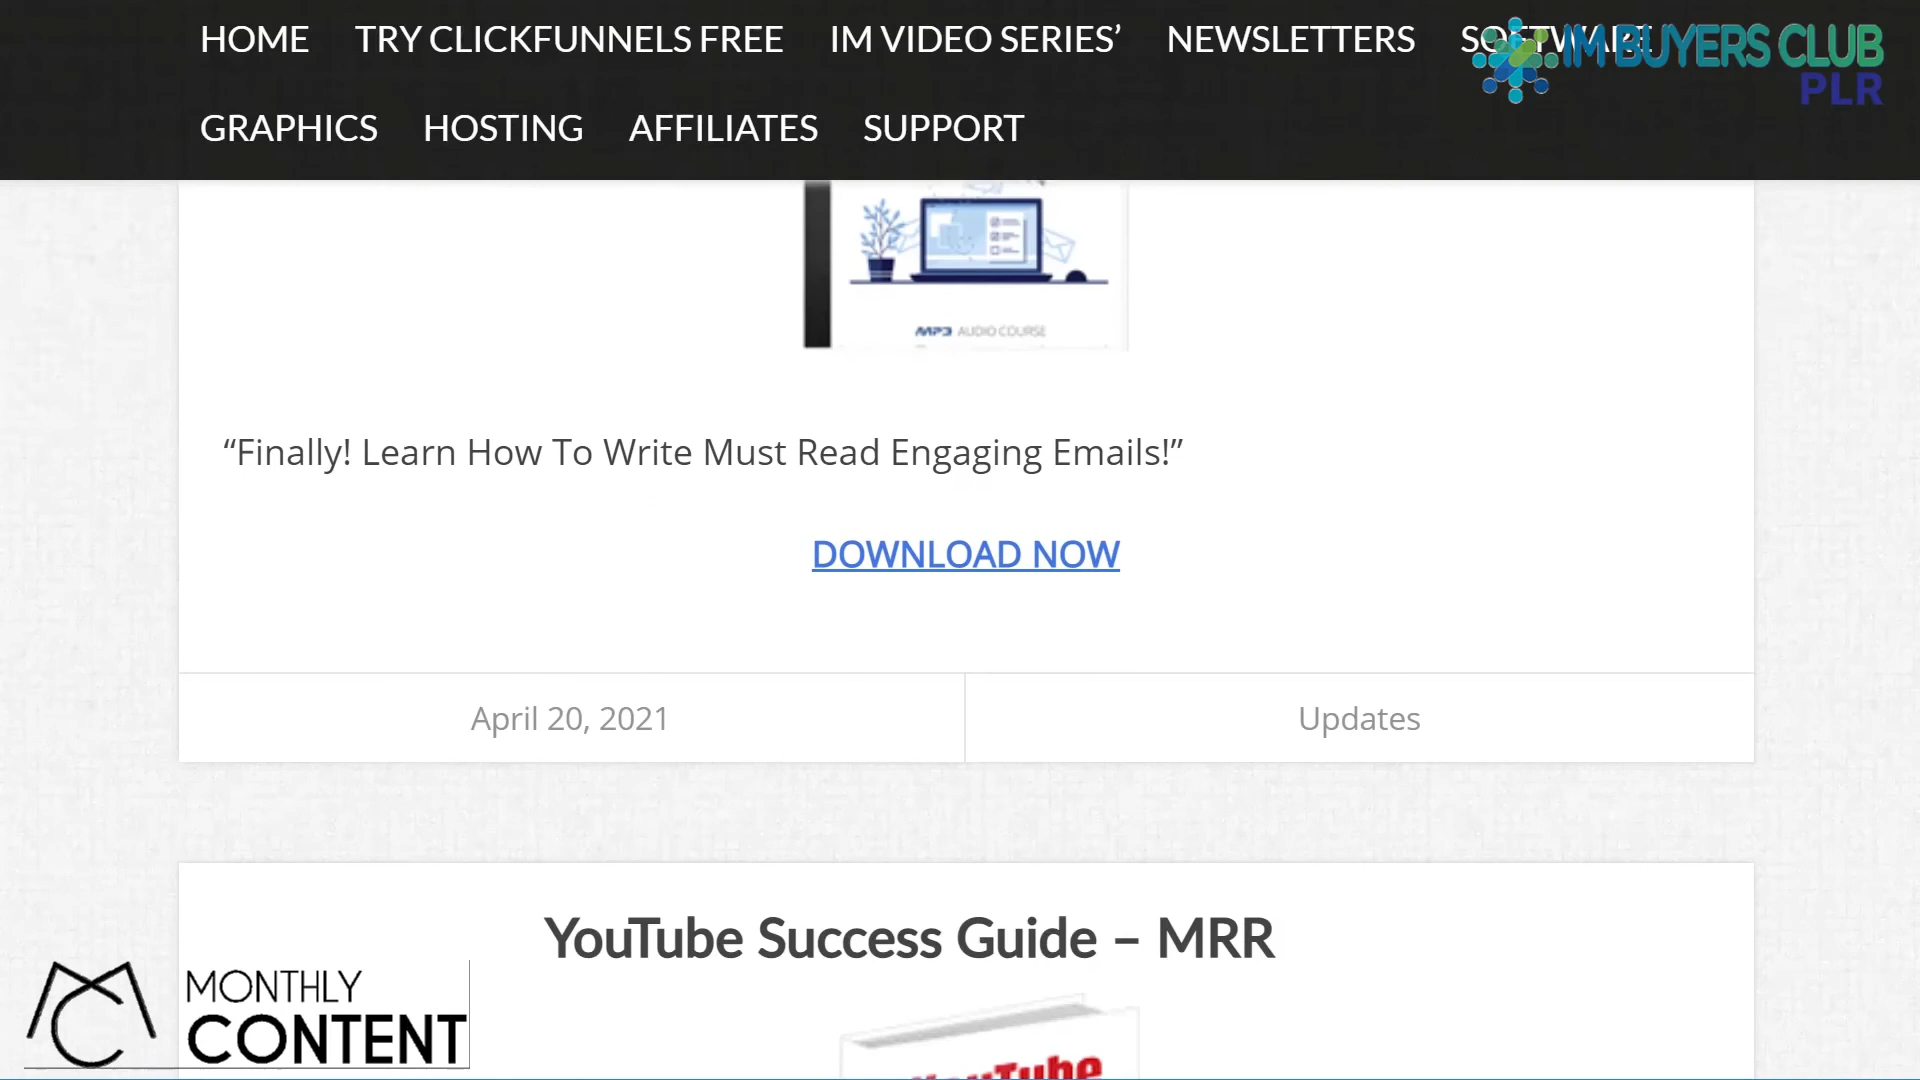 HOME TRY CLICKFUNNELS FREE IM VIDEO SERIES’ NEWSLETTERS SOFTWARE
IM BUYERS CLUB
PLR
GRAPHICS HOSTING AFFILIATES SUPPORT
MP3 AUDIO COURSE
“Finally! Learn How To Write Must Read Engaging Emails!”
DOWNLOAD NOW
April 20, 2021 Updates
YouTube Success Guide – MRR
MONTHLY
CONTENT
YouTube